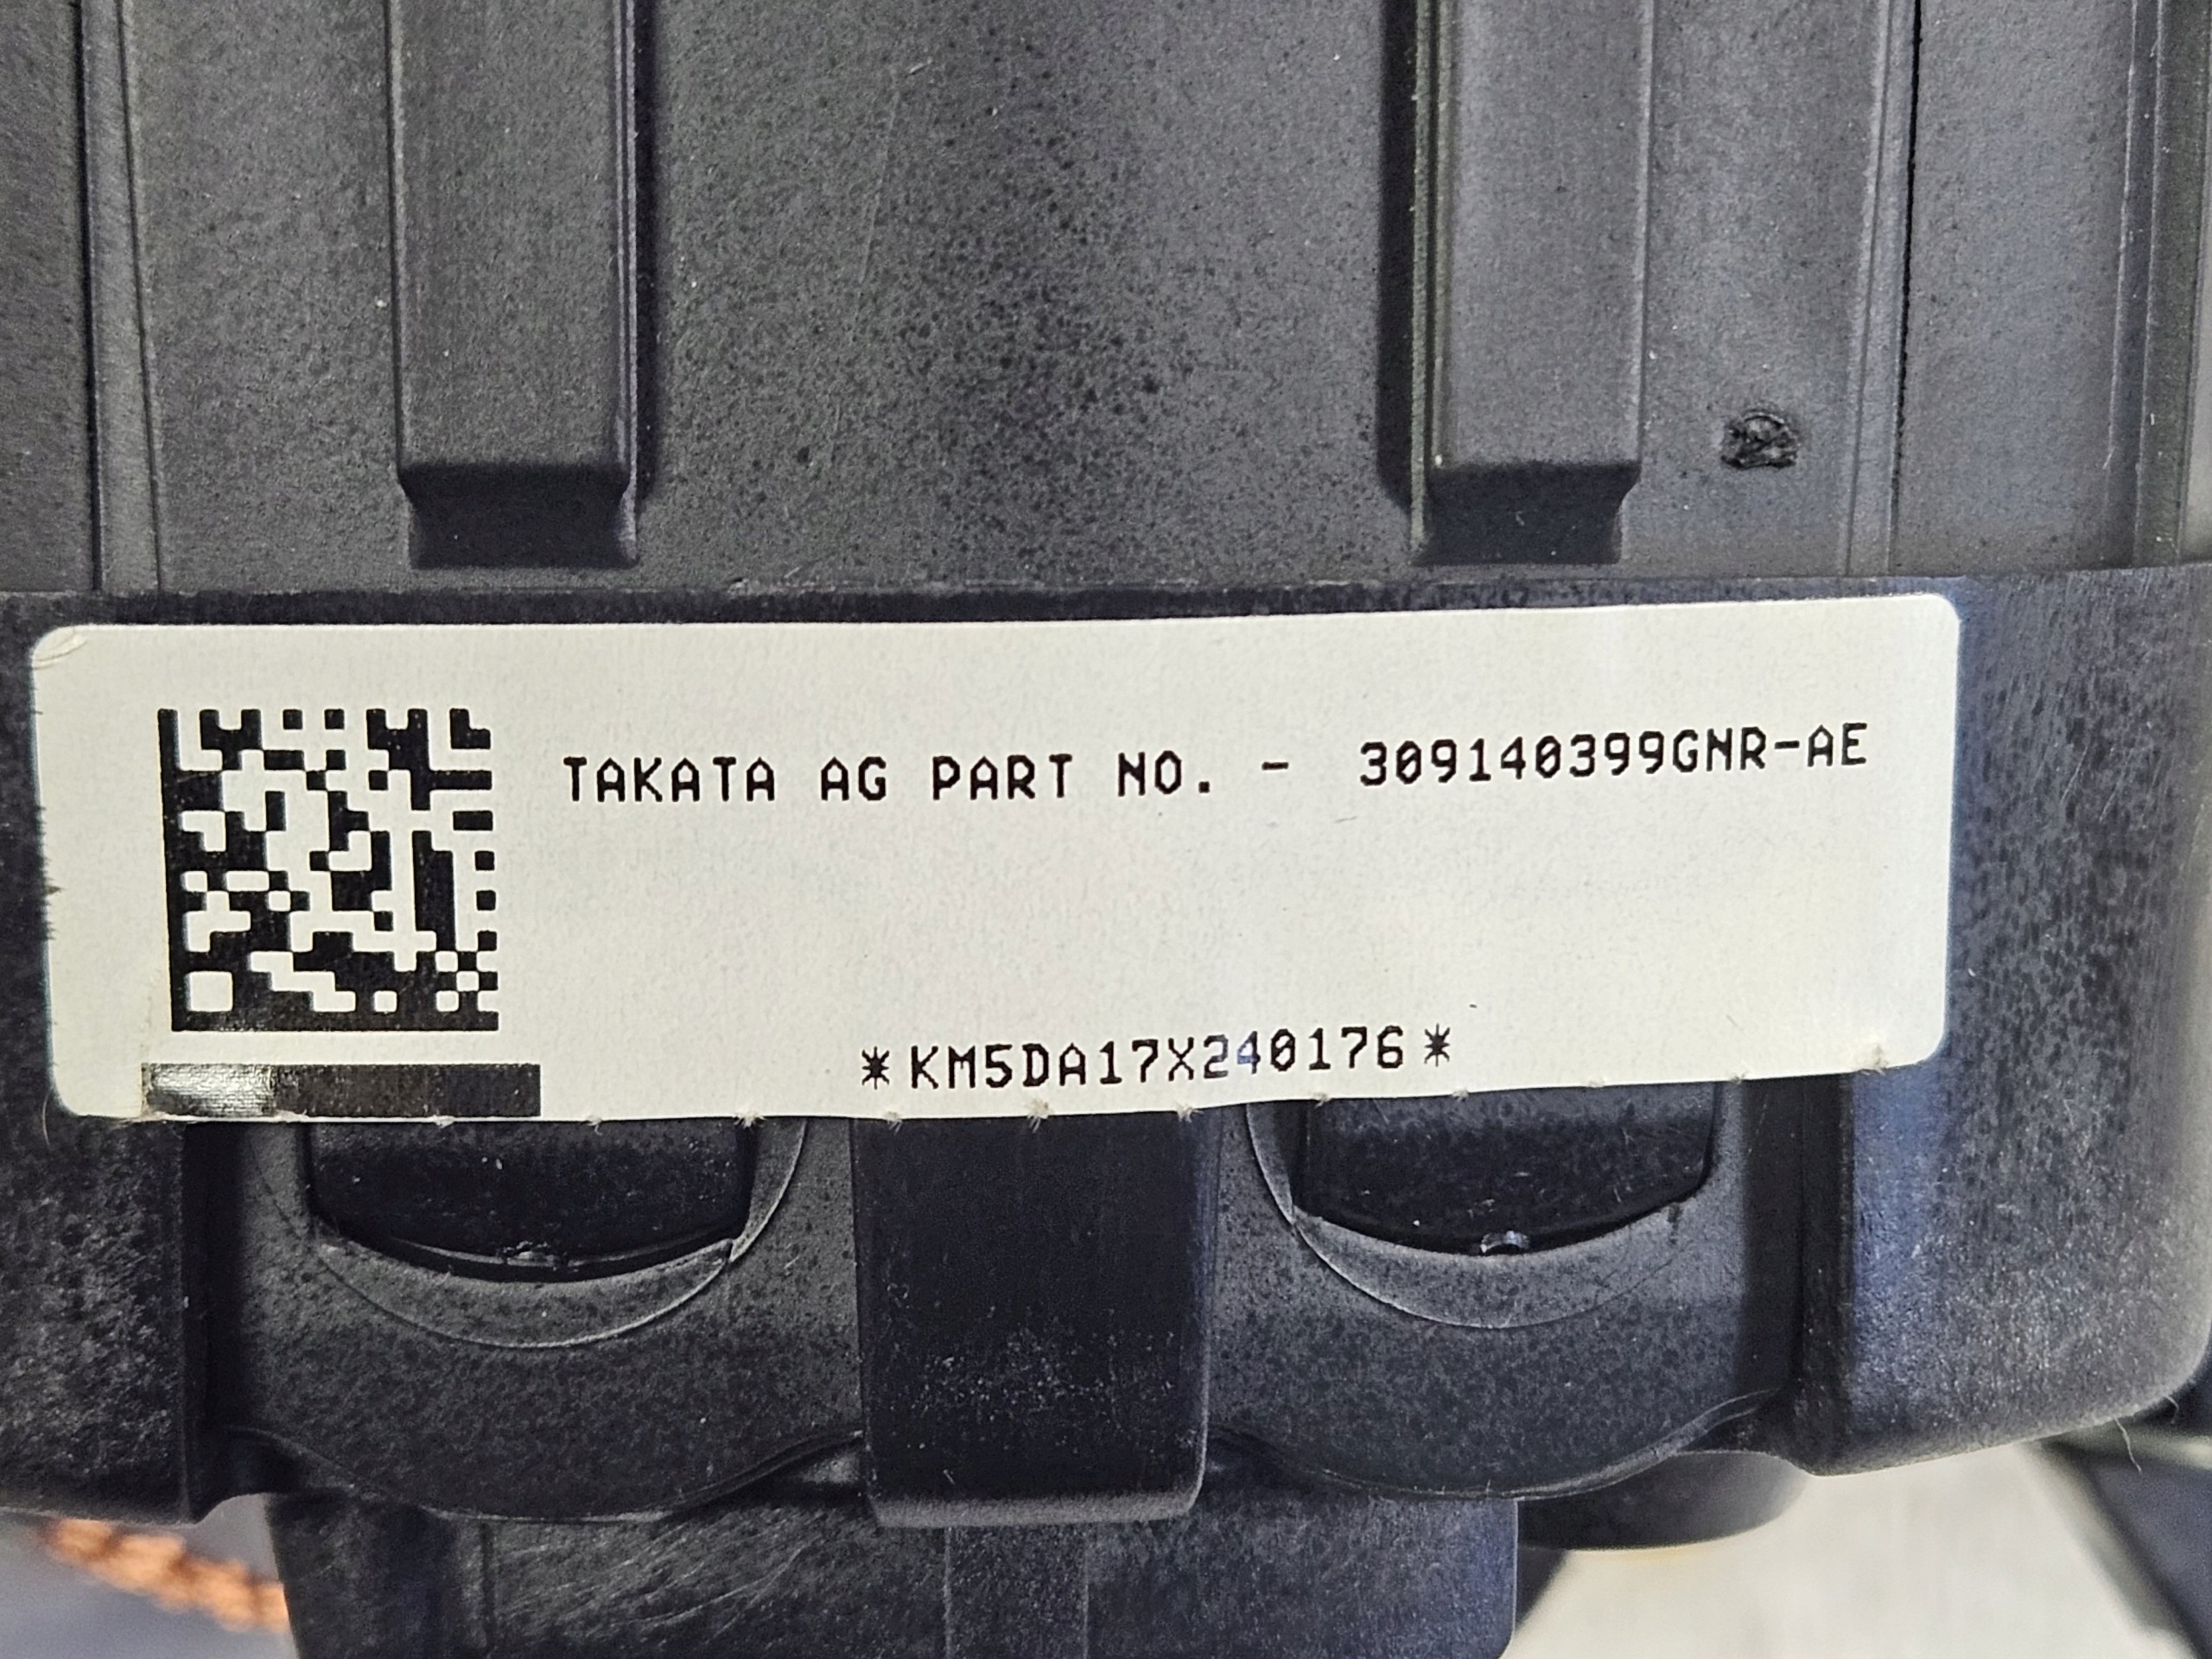 TAKATA AG PART NO. - 309140399GNR-AE
*KM5DA17X240176*